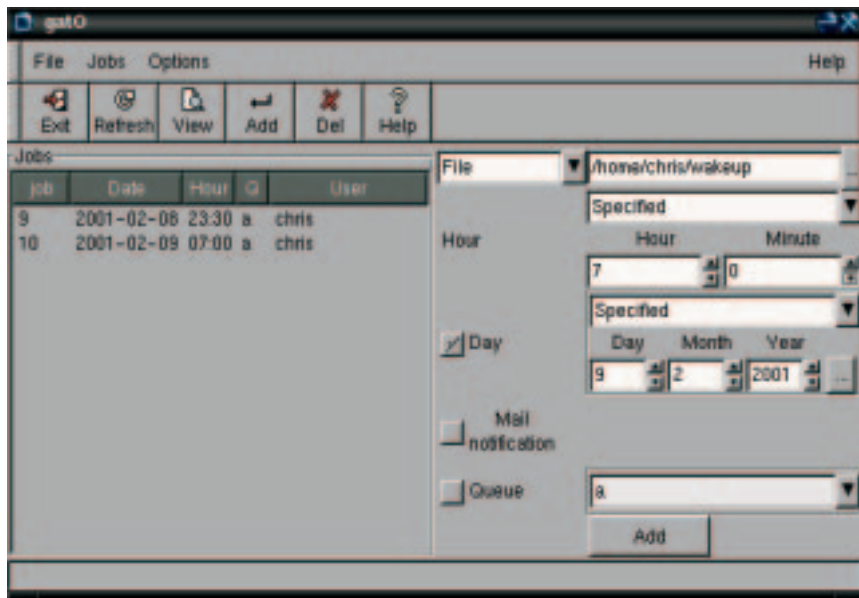 gatO
File Jobs Options Help
Exit Refresh View Add Del Help
Jobs
job Date Hour Q User
9 2001-02-08 23:30 a chris
10 2001-02-09 07:00 a chris
File /home/chris/wakeup ...
Specified
Hour Hour Minute
7 0
Specified
Day Day Month Year
9 2 2001 ...
Mail
notification
Queue a
Add